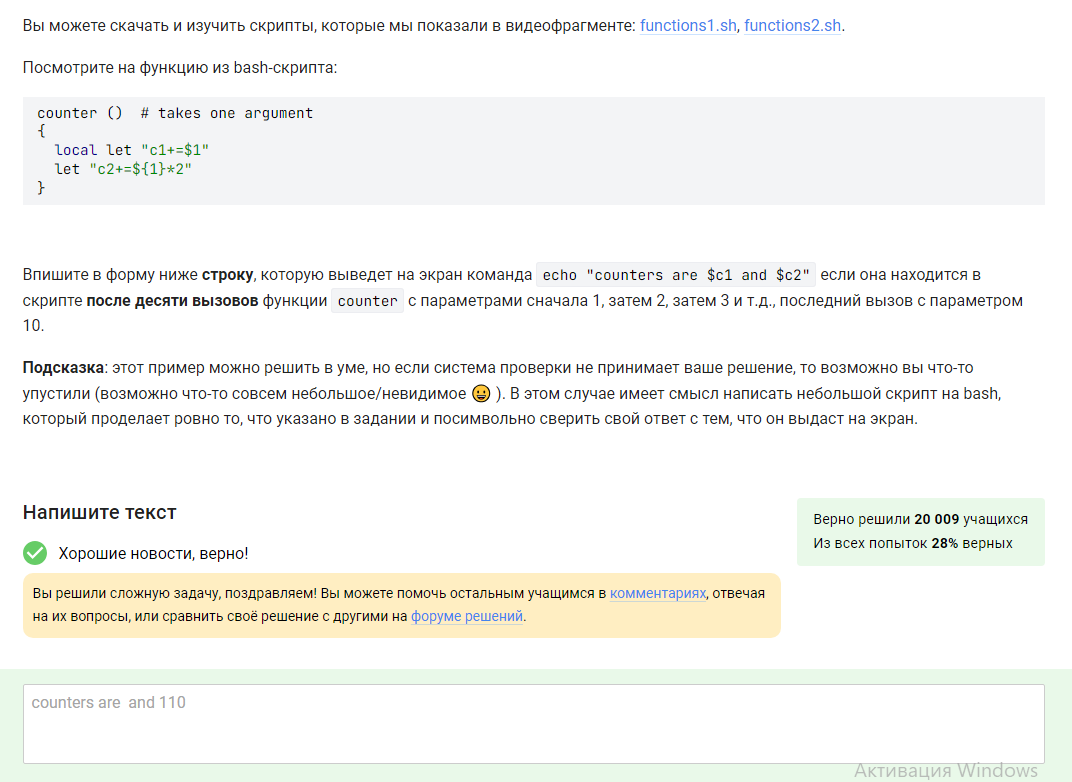 Вы можете скачать и изучить скрипты, которые мы показали в видеофрагменте: functions1.sh, functions2.sh.
Посмотрите на функцию из bash-скрипта:
counter ()  # takes one argument
{
  local let "c1+=$1"
  let "c2+=${1}*2"
}
Впишите в форму ниже строку, которую выведет на экран команда echo "counters are $c1 and $c2" если она находится в
скрипте после десяти вызовов функции counter с параметрами сначала 1, затем 2, затем 3 и т.д., последний вызов с параметром
10.
Подсказка: этот пример можно решить в уме, но если система проверки не принимает ваше решение, то возможно вы что-то
упустили (возможно что-то совсем небольшое/невидимое 😀 ). В этом случае имеет смысл написать небольшой скрипт на bash,
который проделает ровно то, что указано в задании и посимвольно сверить свой ответ с тем, что он выдаст на экран.
Напишите текст
Верно решили 20 009 учащихся
Из всех попыток 28% верных
Хорошие новости, верно!
Вы решили сложную задачу, поздравляем! Вы можете помочь остальным учащимся в комментариях, отвечая
на их вопросы, или сравнить своё решение с другими на форуме решений.
counters are  and 110
Активация Windows